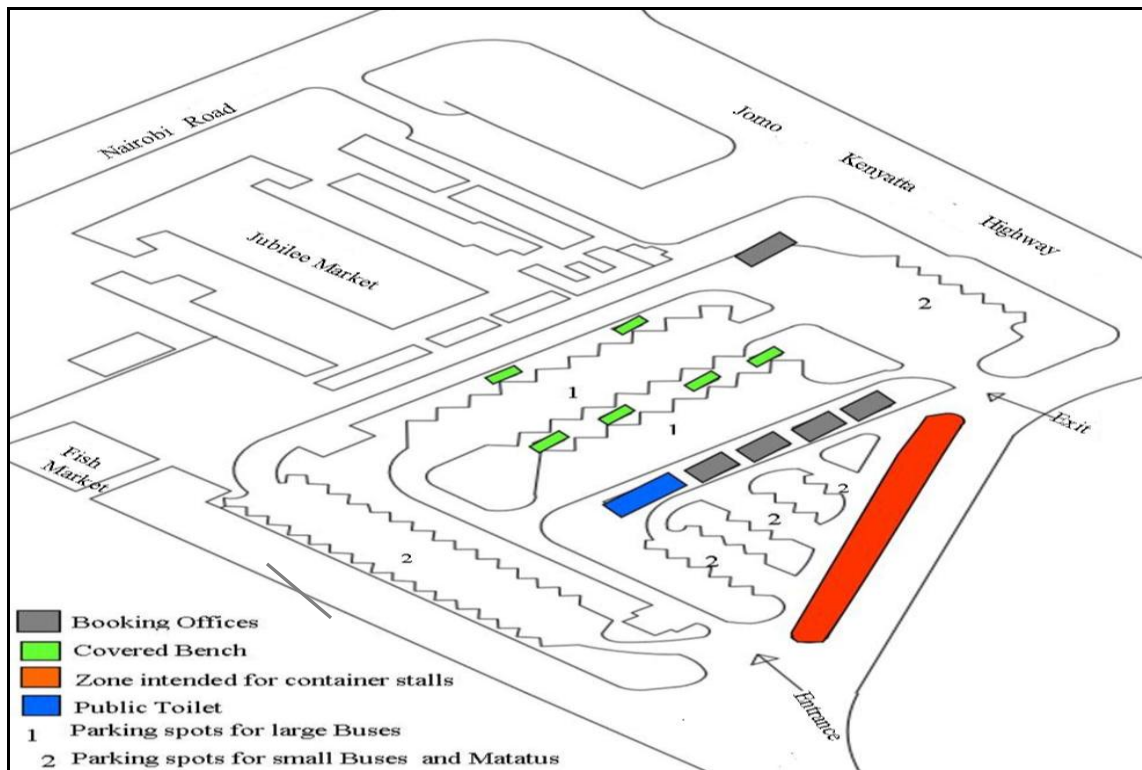 Nairobi Road
Jomo
Kenyatta
Highway
Jubilee Market
2
1
1
Exit
Fish
Market
2
2
2
2
Entrance
Booking Offices
Covered Bench
Zone intended for container stalls
Public Toilet
1 Parking spots for large Buses
2 Parking spots for small Buses and Matatus